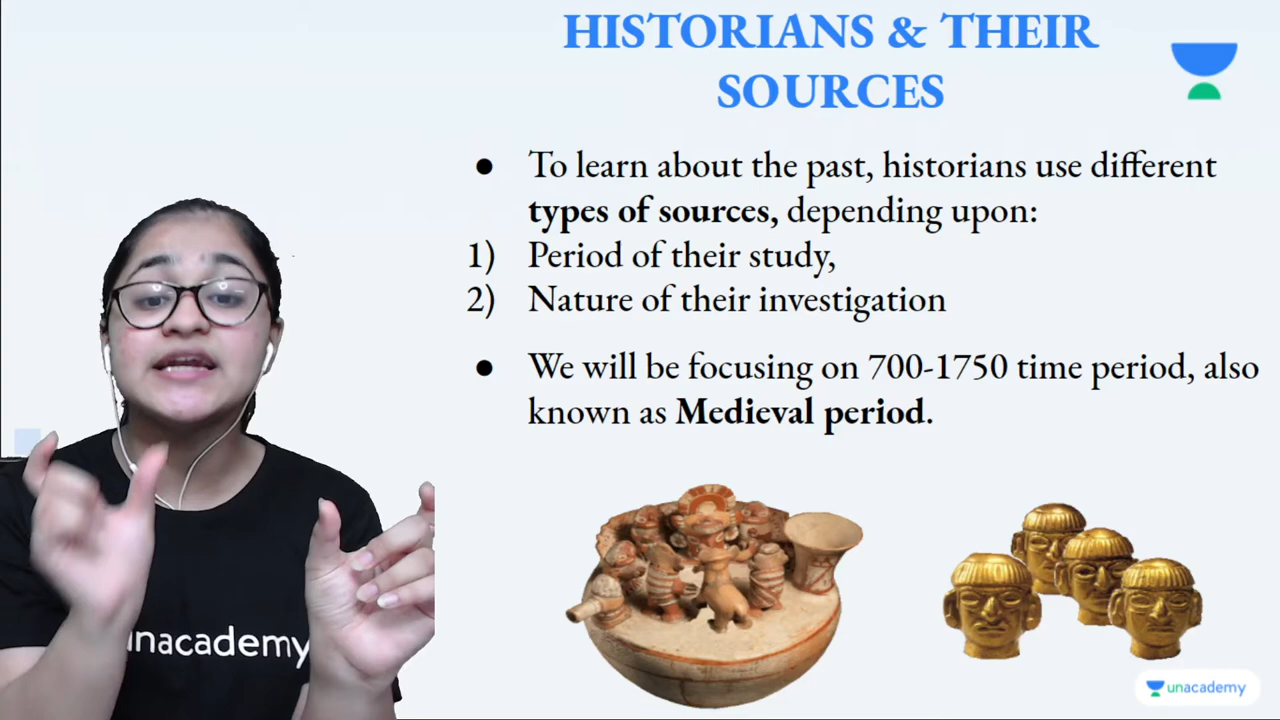 HISTORIANS & THEIR
SOURCES
● To learn about the past, historians use different
types of sources, depending upon:
1) Period of their study,
2) Nature of their investigation
● We will be focusing on 700-1750 time period, also
known as Medieval period.
unacademy
unacademy